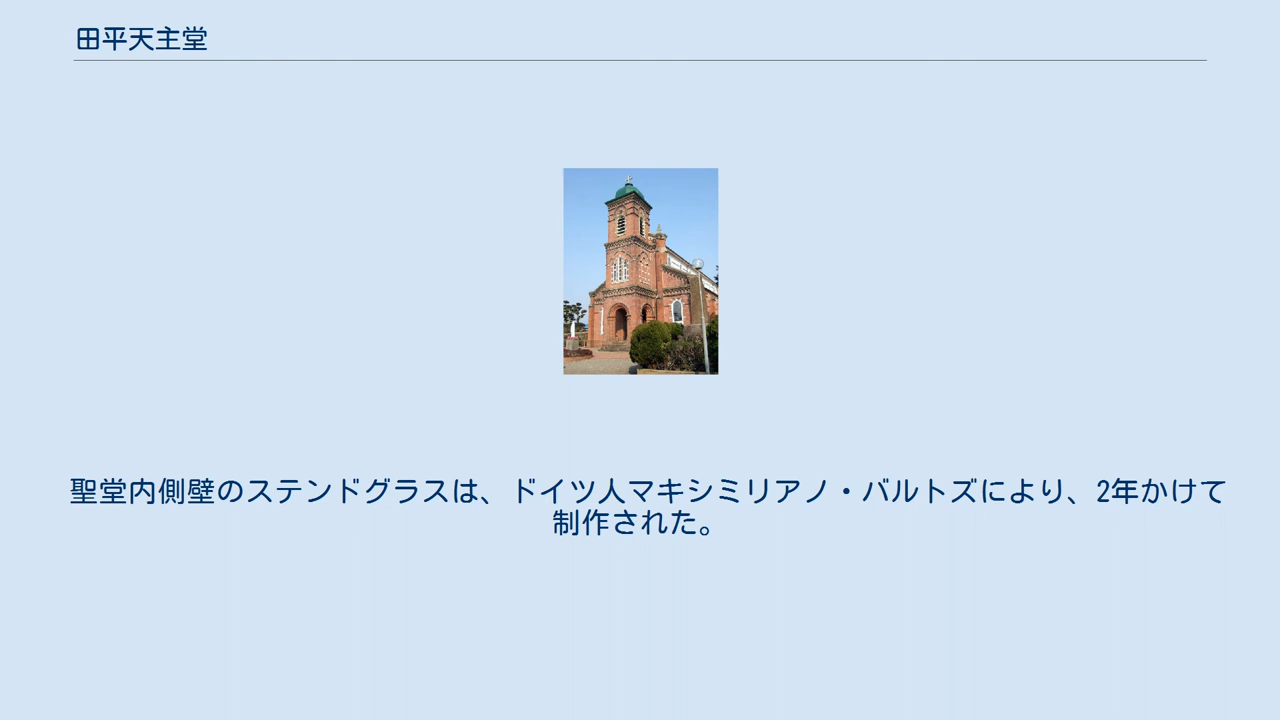 田平天主堂
聖堂内側壁のステンドグラスは、ドイツ人マキシミリアノ・バルトズにより、2年かけて
制作された。